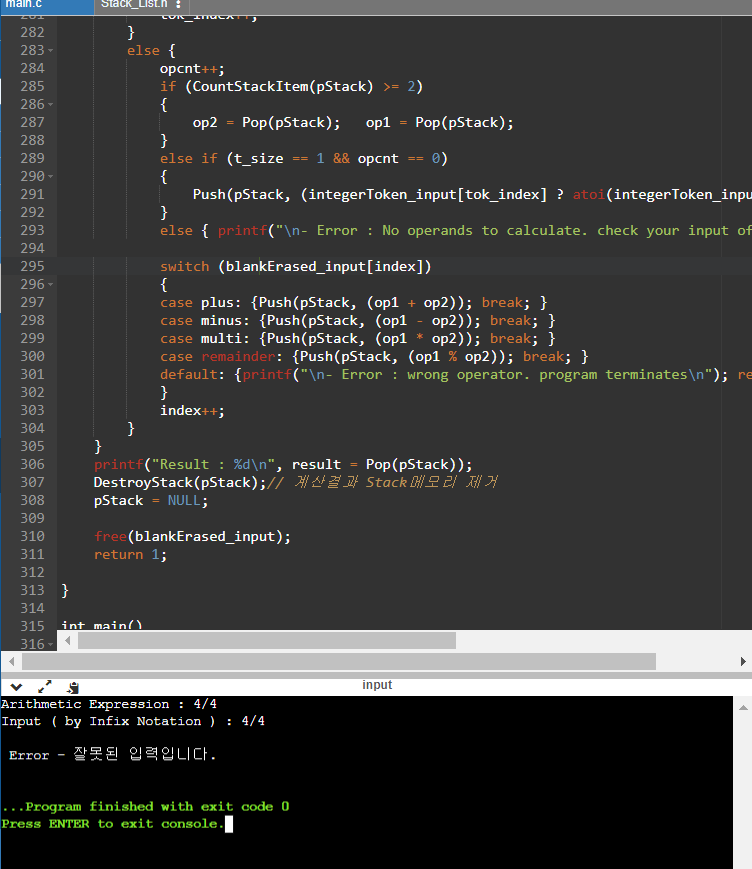 main.c
Stack_List.h
281 tok_index++;
282 }
283 else {
284 opcnt++;
285 if (CountStackItem(pStack) >= 2)
286 {
287 op2 = Pop(pStack); op1 = Pop(pStack);
288 }
289 else if (t_size == 1 && opcnt == 0)
290 {
291 Push(pStack, (integerToken_input[tok_index] ? atoi(integerToken_inpu
292 }
293 else { printf("\n- Error : No operands to calculate. check your input of
294
295 switch (blankErased_input[index])
296 {
297 case plus: {Push(pStack, (op1 + op2)); break; }
298 case minus: {Push(pStack, (op1 - op2)); break; }
299 case multi: {Push(pStack, (op1 * op2)); break; }
300 case remainder: {Push(pStack, (op1 % op2)); break; }
301 default: {printf("\n- Error : wrong operator. program terminates\n"); re
302 }
303 index++;
304 }
305 }
306 printf("Result : %d\n", result = Pop(pStack));
307 DestroyStack(pStack);// 계산결과 Stack메모리 제거
308 pStack = NULL;
309
310 free(blankErased_input);
311 return 1;
312
313 }
314
315 int main()
316
input
Arithmetic Expression : 4/4
Input ( by Infix Notation ) : 4/4
Error - 잘못된 입력입니다.
...Program finished with exit code 0
Press ENTER to exit console.